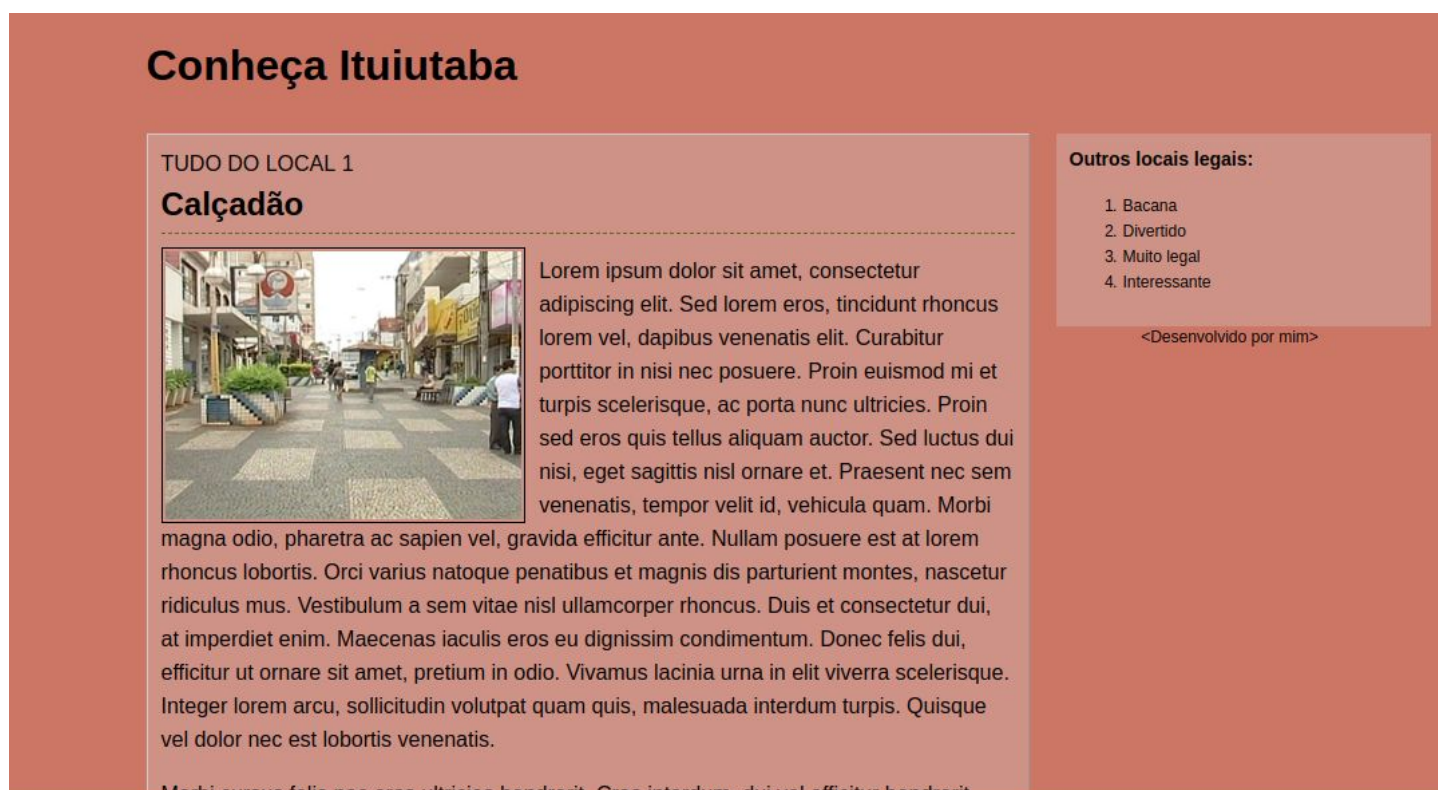 Conheça Ituiutaba
TUDO DO LOCAL 1
Calçadão
Lorem ipsum dolor sit amet, consectetur
adipiscing elit. Sed lorem eros, tincidunt rhoncus
lorem vel, dapibus venenatis elit. Curabitur
porttitor in nisi nec posuere. Proin euismod mi et
turpis scelerisque, ac porta nunc ultricies. Proin
sed eros quis tellus aliquam auctor. Sed luctus dui
nisi, eget sagittis nisl ornare et. Praesent nec sem
venenatis, tempor velit id, vehicula quam. Morbi
magna odio, pharetra ac sapien vel, gravida efficitur ante. Nullam posuere est at lorem
rhoncus lobortis. Orci varius natoque penatibus et magnis dis parturient montes, nascetur
ridiculus mus. Vestibulum a sem vitae nisl ullamcorper rhoncus. Duis et consectetur dui,
at imperdiet enim. Maecenas iaculis eros eu dignissim condimentum. Donec felis dui,
efficitur ut ornare sit amet, pretium in odio. Vivamus lacinia urna in elit viverra scelerisque.
Integer lorem arcu, sollicitudin volutpat quam quis, malesuada interdum turpis. Quisque
vel dolor nec est lobortis venenatis.
Outros locais legais:
1. Bacana
2. Divertido
3. Muito legal
4. Interessante
<Desenvolvido por mim>